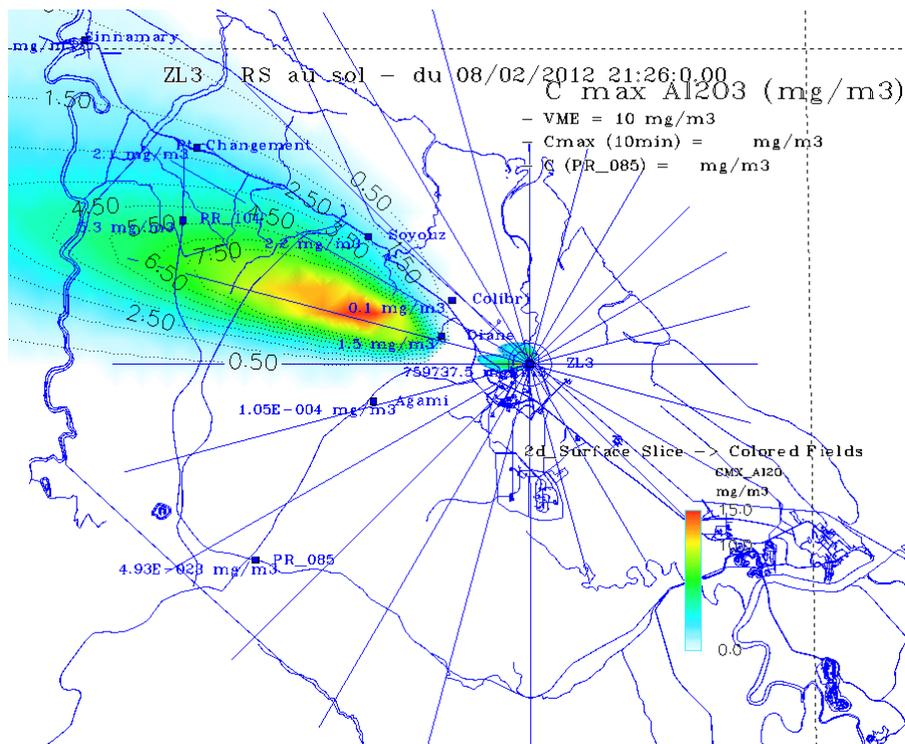 Sinnamary
mg/m3
ZL3 RS au sol - du 08/02/2012 21:26:0.00
C max Al2O3 (mg/m3)
1.50
- VME = 10 mg/m3
- Cmax (10min) = mg/m3
- C (PR_085) = mg/m3
Changement
2.1 mg/m3
0.50
2.50
4.50
5.50
4.50
3.50
1.50
PR_104
mg/m3
2.2 mg/m3
Soyouz
7.50
6.50
2.50
Colibri
0.1 mg/m3
Diane
1.5 mg/m3
0.50
ZL3
759737.5
1.05E-004 mg/m3
Agami
2d_Surface Slice -> Colored Fields
CMX_Al2O
mg/m3
15.0
10.0
0.0
PR_085
4.93E-023 mg/m3